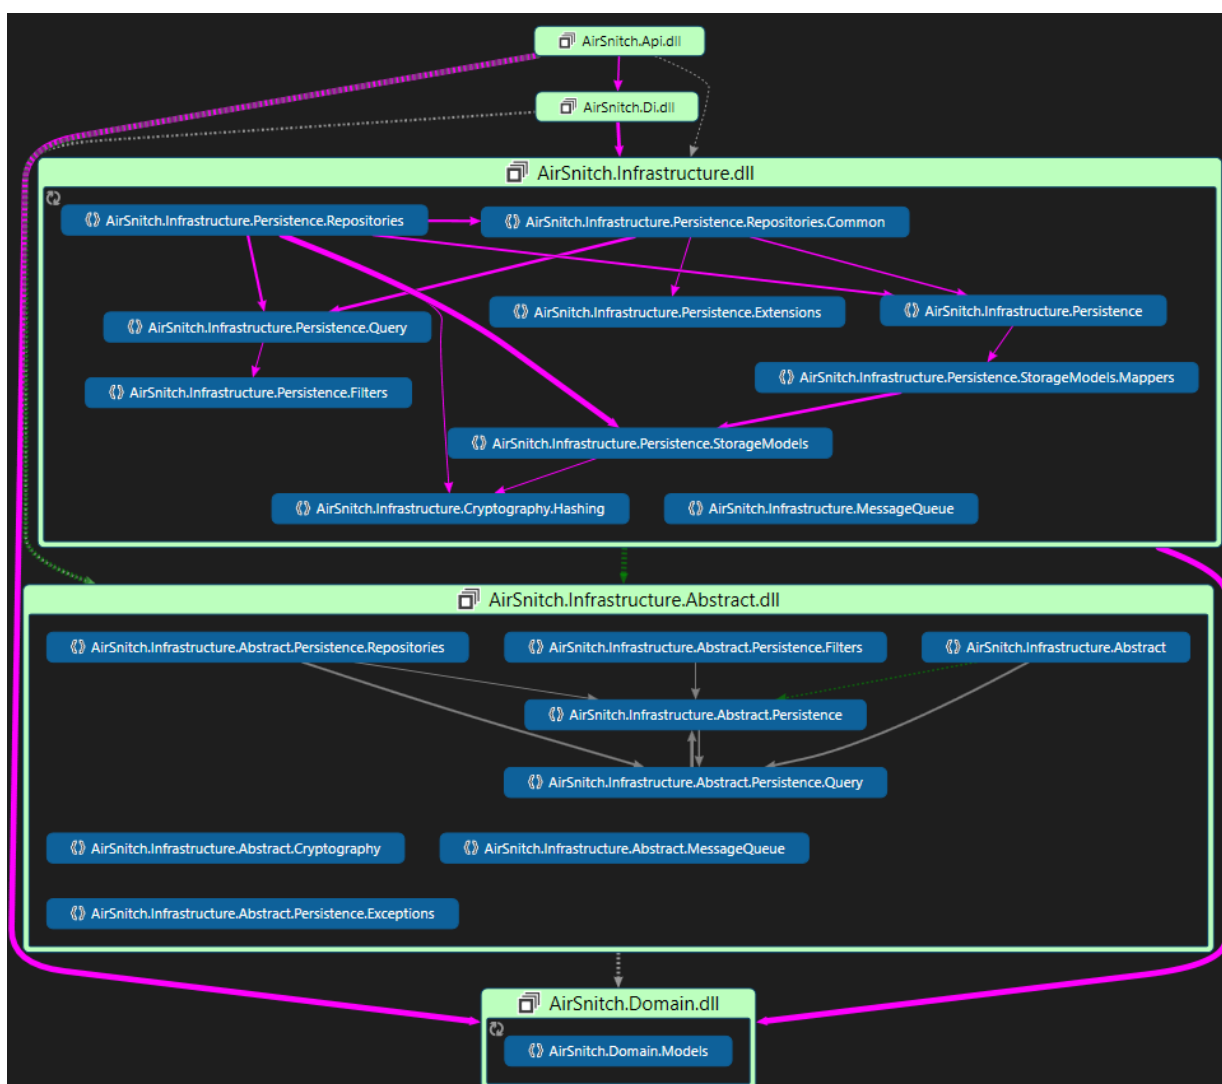 AirSnitch.Api.dll
AirSnitch.Di.dll
AirSnitch.Infrastructure.dll
AirSnitch.Infrastructure.Persistence.Repositories
AirSnitch.Infrastructure.Persistence.Repositories.Common
AirSnitch.Infrastructure.Persistence.Extensions
AirSnitch.Infrastructure.Persistence
AirSnitch.Infrastructure.Persistence.Query
AirSnitch.Infrastructure.Persistence.StorageModels.Mappers
AirSnitch.Infrastructure.Persistence.Filters
AirSnitch.Infrastructure.Persistence.StorageModels
AirSnitch.Infrastructure.Cryptography.Hashing
AirSnitch.Infrastructure.MessageQueue
AirSnitch.Infrastructure.Abstract.dll
AirSnitch.Infrastructure.Abstract.Persistence.Repositories
AirSnitch.Infrastructure.Abstract.Persistence.Filters
AirSnitch.Infrastructure.Abstract
AirSnitch.Infrastructure.Abstract.Persistence
AirSnitch.Infrastructure.Abstract.Persistence.Query
AirSnitch.Infrastructure.Abstract.Cryptography
AirSnitch.Infrastructure.Abstract.MessageQueue
AirSnitch.Infrastructure.Abstract.Persistence.Exceptions
AirSnitch.Domain.dll
AirSnitch.Domain.Models